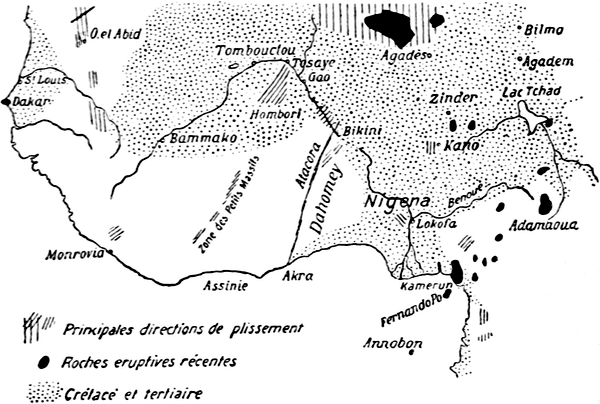 O.el Abid
Bilma
Tombouctou
Tosaye
Agadès
Agadem
St Louis
Gao
Lac Tchad
Dakar
Zinder
Hombori
Bikini
Bammako
Kano
Atacora
Zone des Petits Massifs
Dahomey
Nigeria
Benoué
Lokoja
Adamaoua
Monrovia
Assinie
Akra
Kamerun
Fernando Po
Annobon
Principales directions de plissement
Roches eruptives récentes
Crétacé et tertiaire